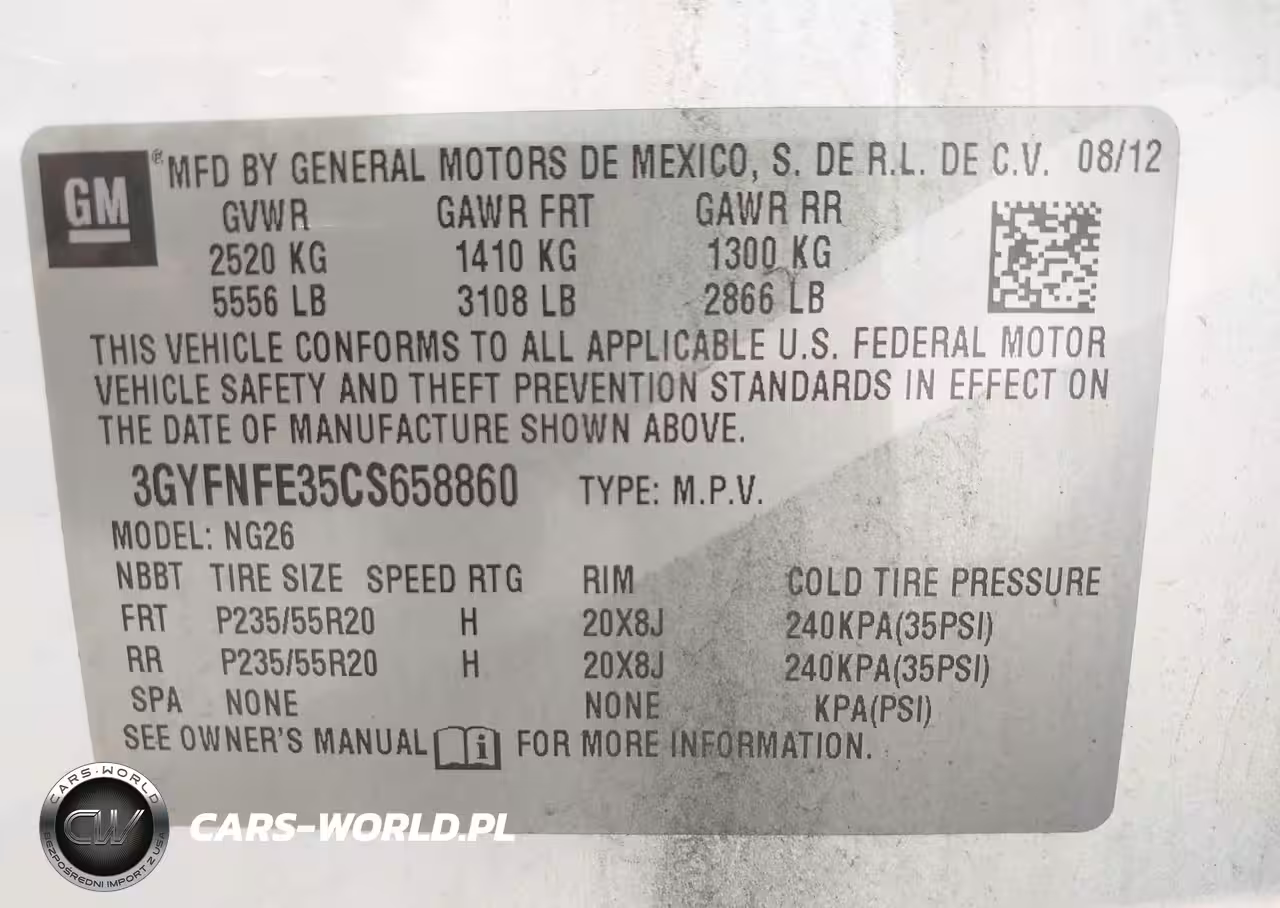 GM® MFD BY GENERAL MOTORS DE MEXICO, S. DE R.L. DE C.V. 08/12
GVWR GAWR FRT GAWR RR
2520 KG 1410 KG 1300 KG
5556 LB 3108 LB 2866 LB
THIS VEHICLE CONFORMS TO ALL APPLICABLE U.S. FEDERAL MOTOR
VEHICLE SAFETY AND THEFT PREVENTION STANDARDS IN EFFECT ON
THE DATE OF MANUFACTURE SHOWN ABOVE.
3GYFNFE35CS658860 TYPE: M.P.V.
MODEL: NG26
NBBT TIRE SIZE SPEED RTG RIM COLD TIRE PRESSURE
FRT P235/55R20 H 20X8J 240KPA(35PSI)
RR P235/55R20 H 20X8J 240KPA(35PSI)
SPA NONE NONE KPA(PSI)
SEE OWNER'S MANUAL i FOR MORE INFORMATION.
CARS-WORLD
CW
BEZPOŚREDNI IMPORT Z USA
CARS-WORLD.PL